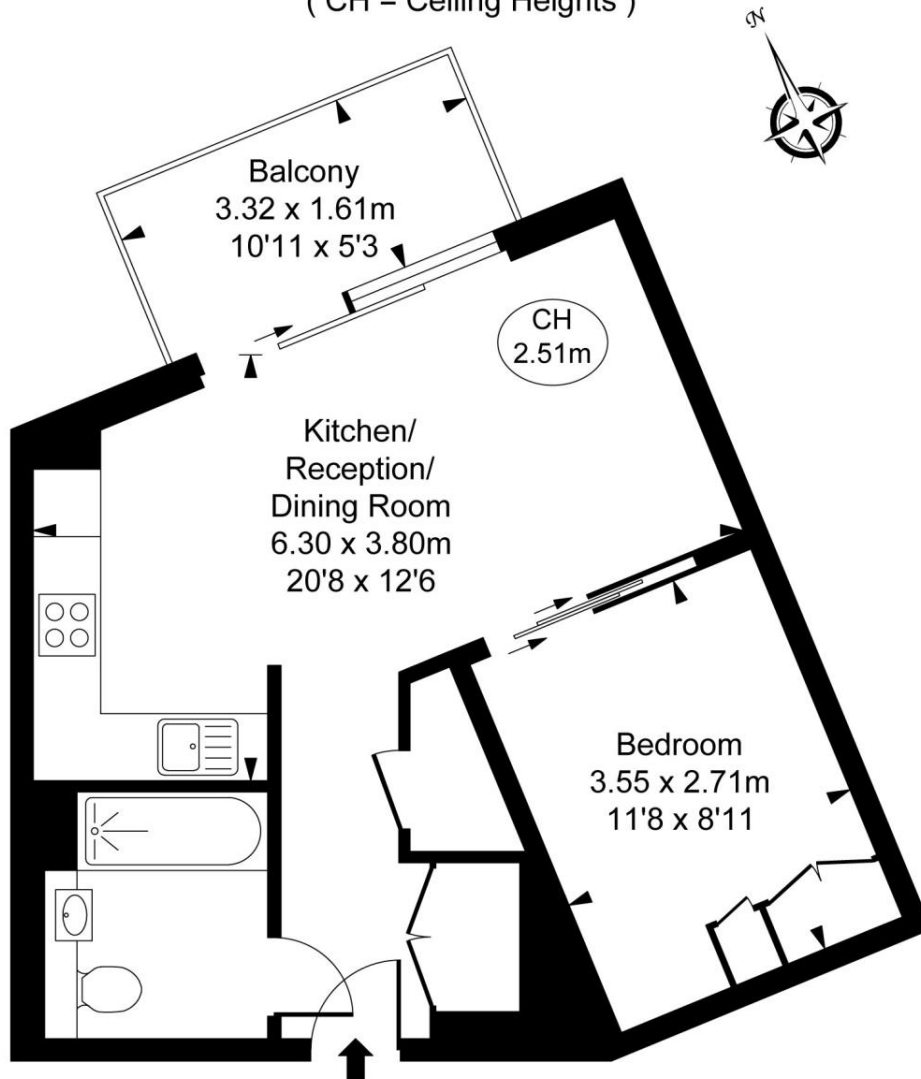 ( CH = Ceiling Heights )
N
Balcony
3.32 x 1.61m
10'11 x 5'3
CH
2.51m
Kitchen/
Reception/
Dining Room
6.30 x 3.80m
20'8 x 12'6
Bedroom
3.55 x 2.71m
11'8 x 8'11